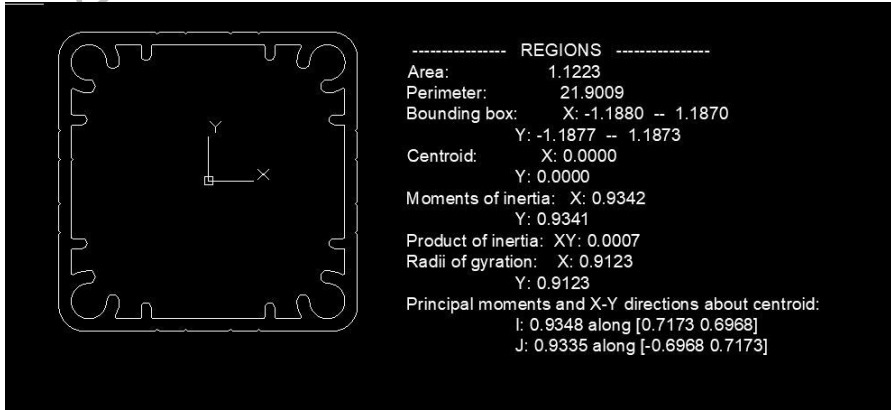 Y
X
---------------- REGIONS ----------------
Area: 1.1223
Perimeter: 21.9009
Bounding box: X: -1.1880 -- 1.1870
Y: -1.1877 -- 1.1873
Centroid: X: 0.0000
Y: 0.0000
Moments of inertia: X: 0.9342
Y: 0.9341
Product of inertia: XY: 0.0007
Radii of gyration: X: 0.9123
Y: 0.9123
Principal moments and X-Y directions about centroid:
I: 0.9348 along [0.7173 0.6968]
J: 0.9335 along [-0.6968 0.7173]